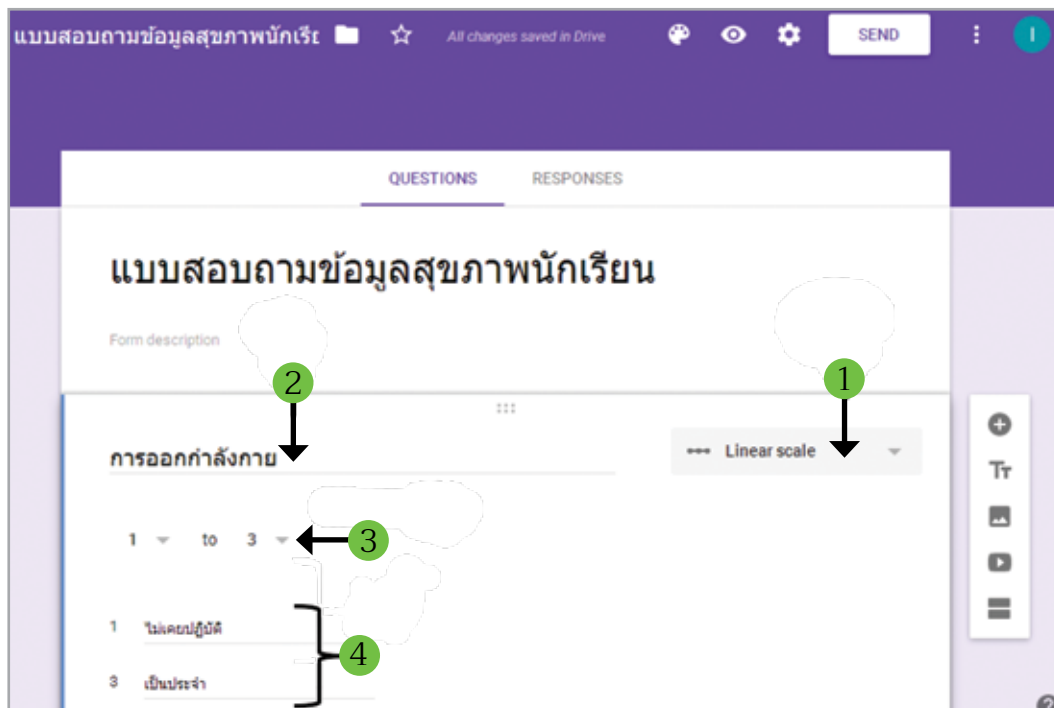 แบบสอบถามข้อมูลสุขภาพนักเรีย All changes saved in Drive SEND I
QUESTIONS RESPONSES
แบบสอบถามข้อมูลสุขภาพนักเรียน
Form description
2 1
การออกกำลังกาย Linear scale
1 to 3 3
1 ไม่เคยปฏิบัติ
4
3 เป็นประจำ